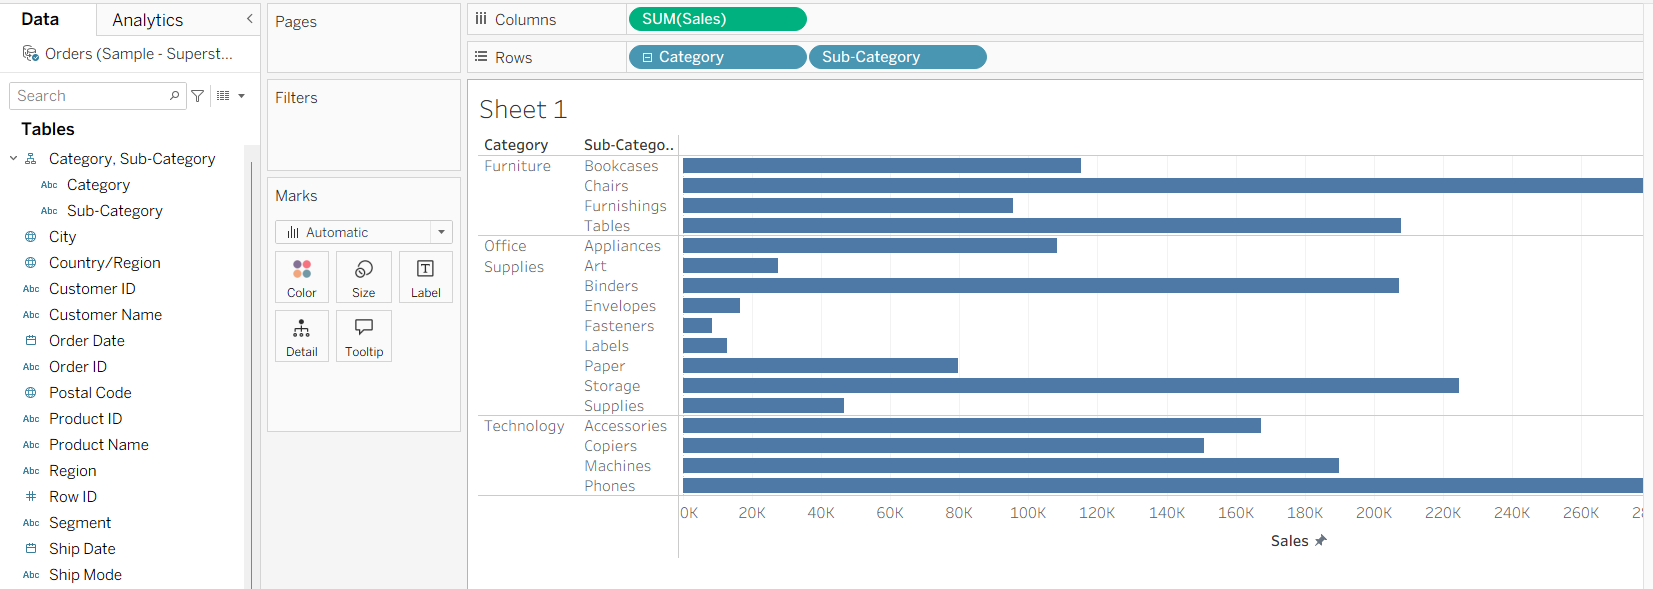 Data
Analytics
Orders (Sample - Superst...
Search
Tables
Category, Sub-Category
Abc Category
Abc Sub-Category
City
Country/Region
Abc Customer ID
Abc Customer Name
Order Date
Abc Order ID
Postal Code
Abc Product ID
Abc Product Name
Abc Region
# Row ID
Abc Segment
Ship Date
Abc Ship Mode
Pages
Filters
Marks
Automatic
Color Size Label
Detail Tooltip
Columns SUM(Sales)
Rows Category Sub-Category
Sheet 1
Category Sub-Catego..
Furniture Bookcases
Chairs
Furnishings
Tables
Office Appliances
Supplies Art
Binders
Envelopes
Fasteners
Labels
Paper
Storage
Supplies
Technology Accessories
Copiers
Machines
Phones
0K 20K 40K 60K 80K 100K 120K 140K 160K 180K 200K 220K 240K 260K
Sales